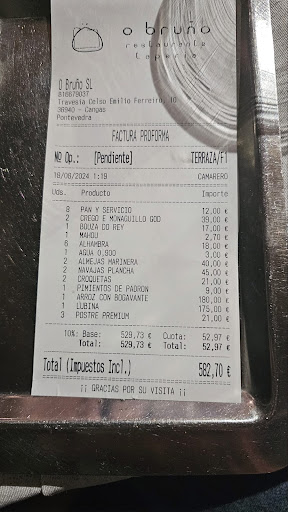 o bruño
restaurante
taperia
O Bruño SL
B16679037
Travesia Celso Emilio Ferreiro, 10
36940 - Cangas
Pontevedra
FACTURA PROFORMA
Nº Op.: [Pendiente] TERRAZA/F1
18/06/2024 1:19 CAMARERO
Uds. Producto Importe
8 PAN Y SERVICIO 12,00 €
2 GREGO E MONAGUILLO GOD 39,00 €
1 BOUZA DO REY 17,00 €
1 MAHOU 2,70 €
6 ALHAMBRA 18,00 €
1 AGUA 0,500 3,00 €
2 ALMEJAS MARINERA 40,00 €
2 NAVAJAS PLANCHA 45,00 €
2 CROQUETAS 21,00 €
1 PIMIENTOS DE PADRON 9,00 €
1 ARROZ CON BOGAVANTE 180,00 €
1 LUBINA 175,00 €
3 POSTRE PREMIUM 21,00 €
10%: Base: 529,73 € Cuota: 52,97 €
Total: 529,73 € Total: 52,97 €
Total (Impuestos Incl.) 582,70 €
¡¡ GRACIAS POR SU VISITA ¡¡